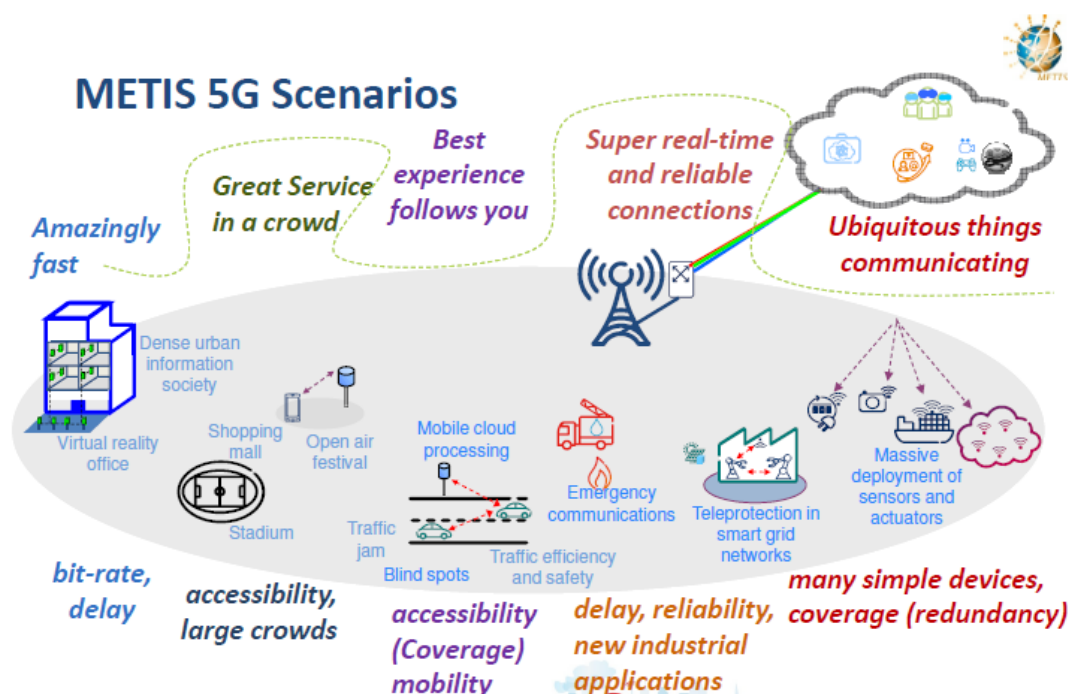 METIS
METIS 5G Scenarios
Amazingly
fast
Great Service
in a crowd
Best
experience
follows you
Super real-time
and reliable
connections
Ubiquitous things
communicating
Dense urban
information
society
Virtual reality
office
Shopping
mall
Open air
festival
Stadium
Mobile cloud
processing
Traffic
jam
Blind spots
Traffic efficiency
and safety
Emergency
communications
Teleprotection in
smart grid
networks
Massive
deployment of
sensors and
actuators
bit-rate,
delay
accessibility,
large crowds
accessibility
(Coverage)
mobility
delay, reliability,
new industrial
applications
many simple devices,
coverage (redundancy)